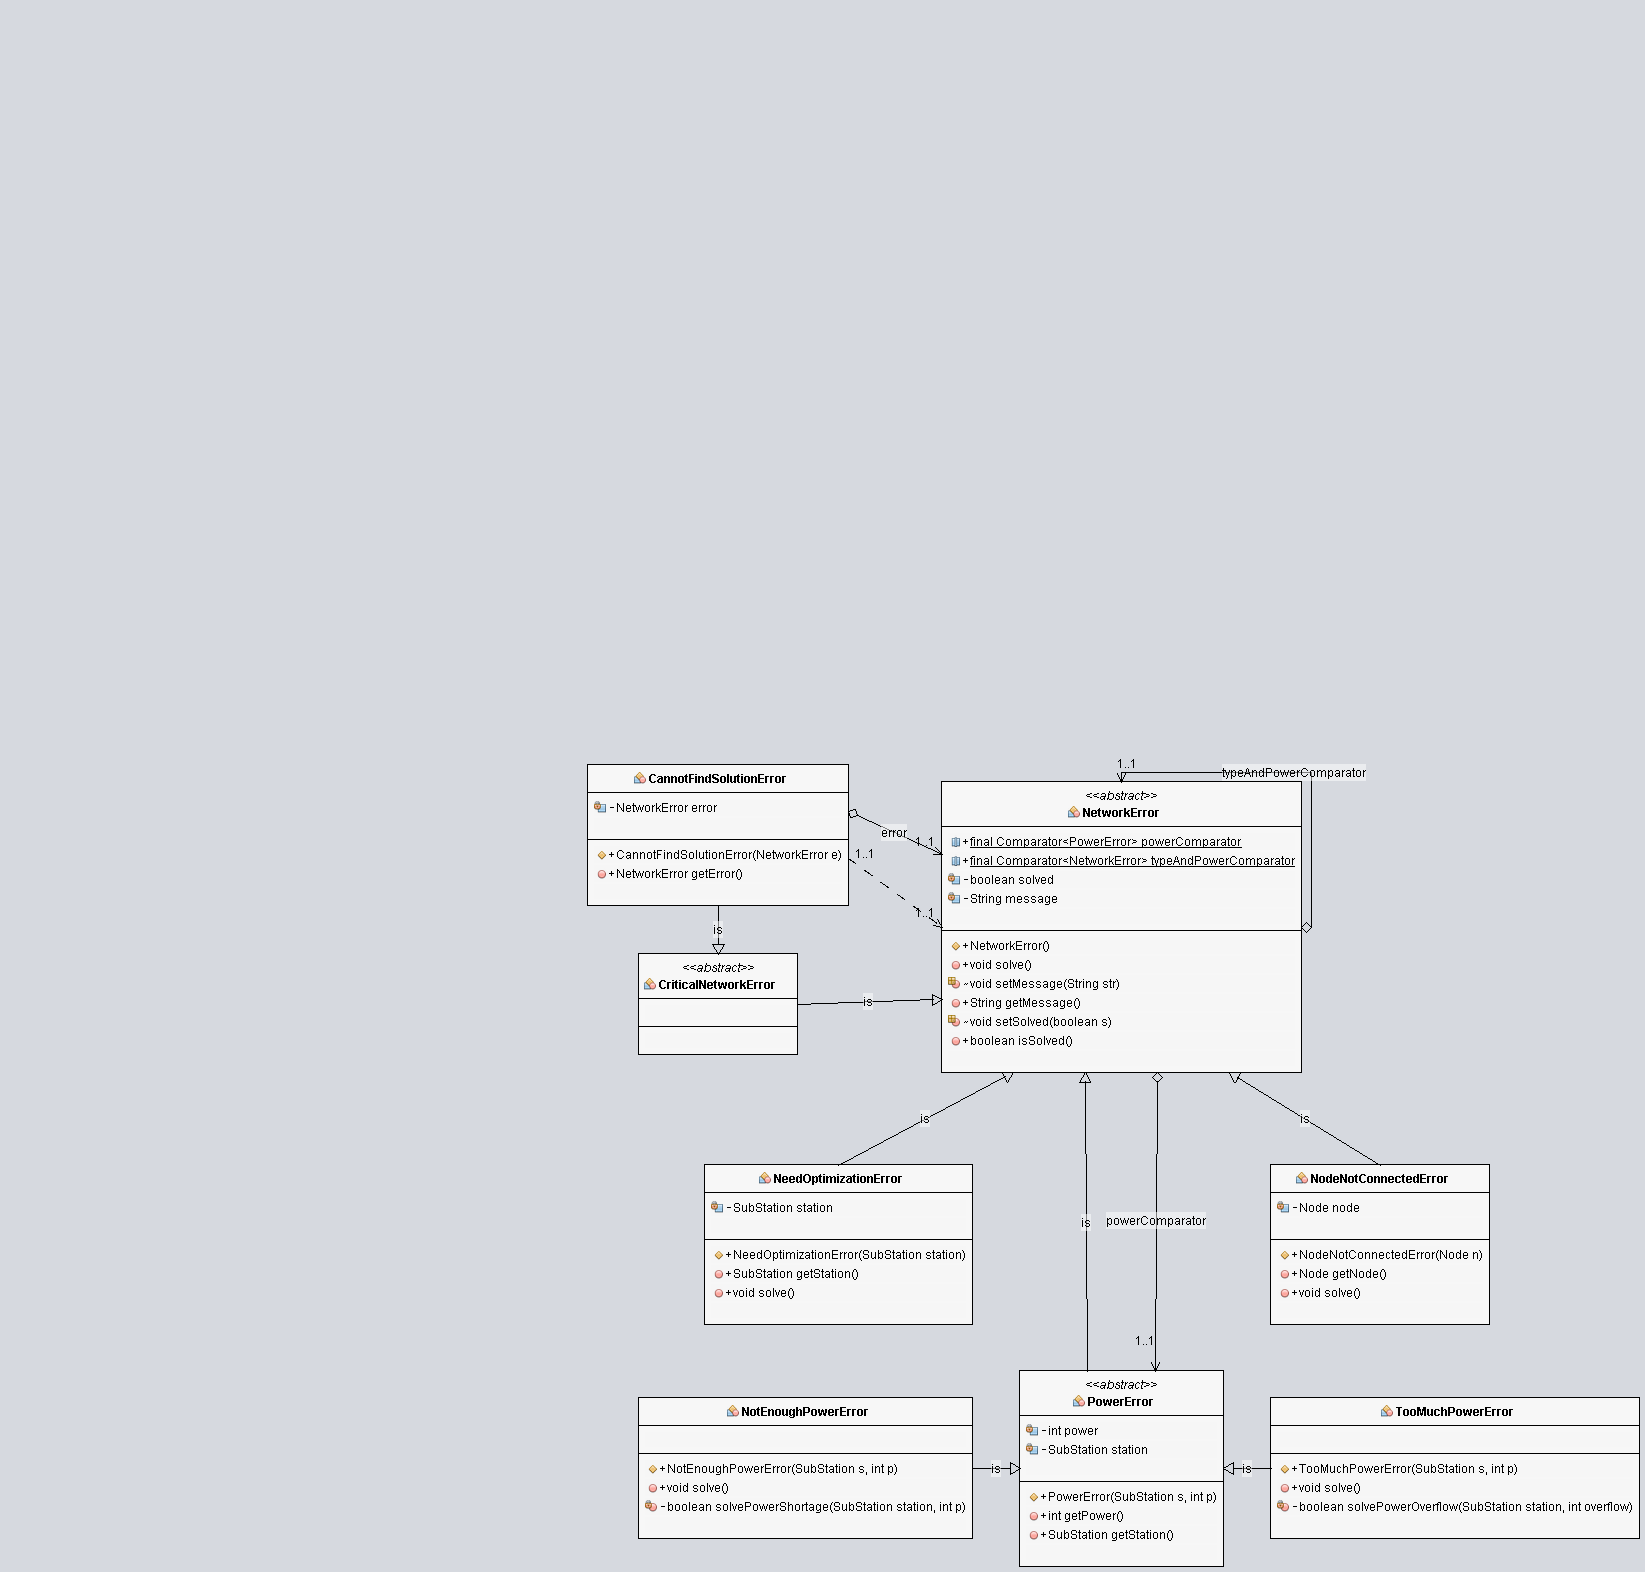 CannotFindSolutionError
- NetworkError error
+ CannotFindSolutionError(NetworkError e)
+ NetworkError getError()
error
1..1
1..1
1..1
1..1
typeAndPowerComparator
<<abstract>>
NetworkError
+ final Comparator<PowerError> powerComparator
+ final Comparator<NetworkError> typeAndPowerComparator
- boolean solved
- String message
+ NetworkError()
+ void solve()
~ void setMessage(String str)
+ String getMessage()
~ void setSolved(boolean s)
+ boolean isSolved()
is
<<abstract>>
CriticalNetworkError
is
is
is
is
powerComparator
1..1
NeedOptimizationError
- SubStation station
+ NeedOptimizationError(SubStation station)
+ SubStation getStation()
+ void solve()
NodeNotConnectedError
- Node node
+ NodeNotConnectedError(Node n)
+ Node getNode()
+ void solve()
NotEnoughPowerError
+ NotEnoughPowerError(SubStation s, int p)
+ void solve()
- boolean solvePowerShortage(SubStation station, int p)
is
<<abstract>>
PowerError
- int power
- SubStation station
+ PowerError(SubStation s, int p)
+ int getPower()
+ SubStation getStation()
is
TooMuchPowerError
+ TooMuchPowerError(SubStation s, int p)
+ void solve()
- boolean solvePowerOverflow(SubStation station, int overflow)